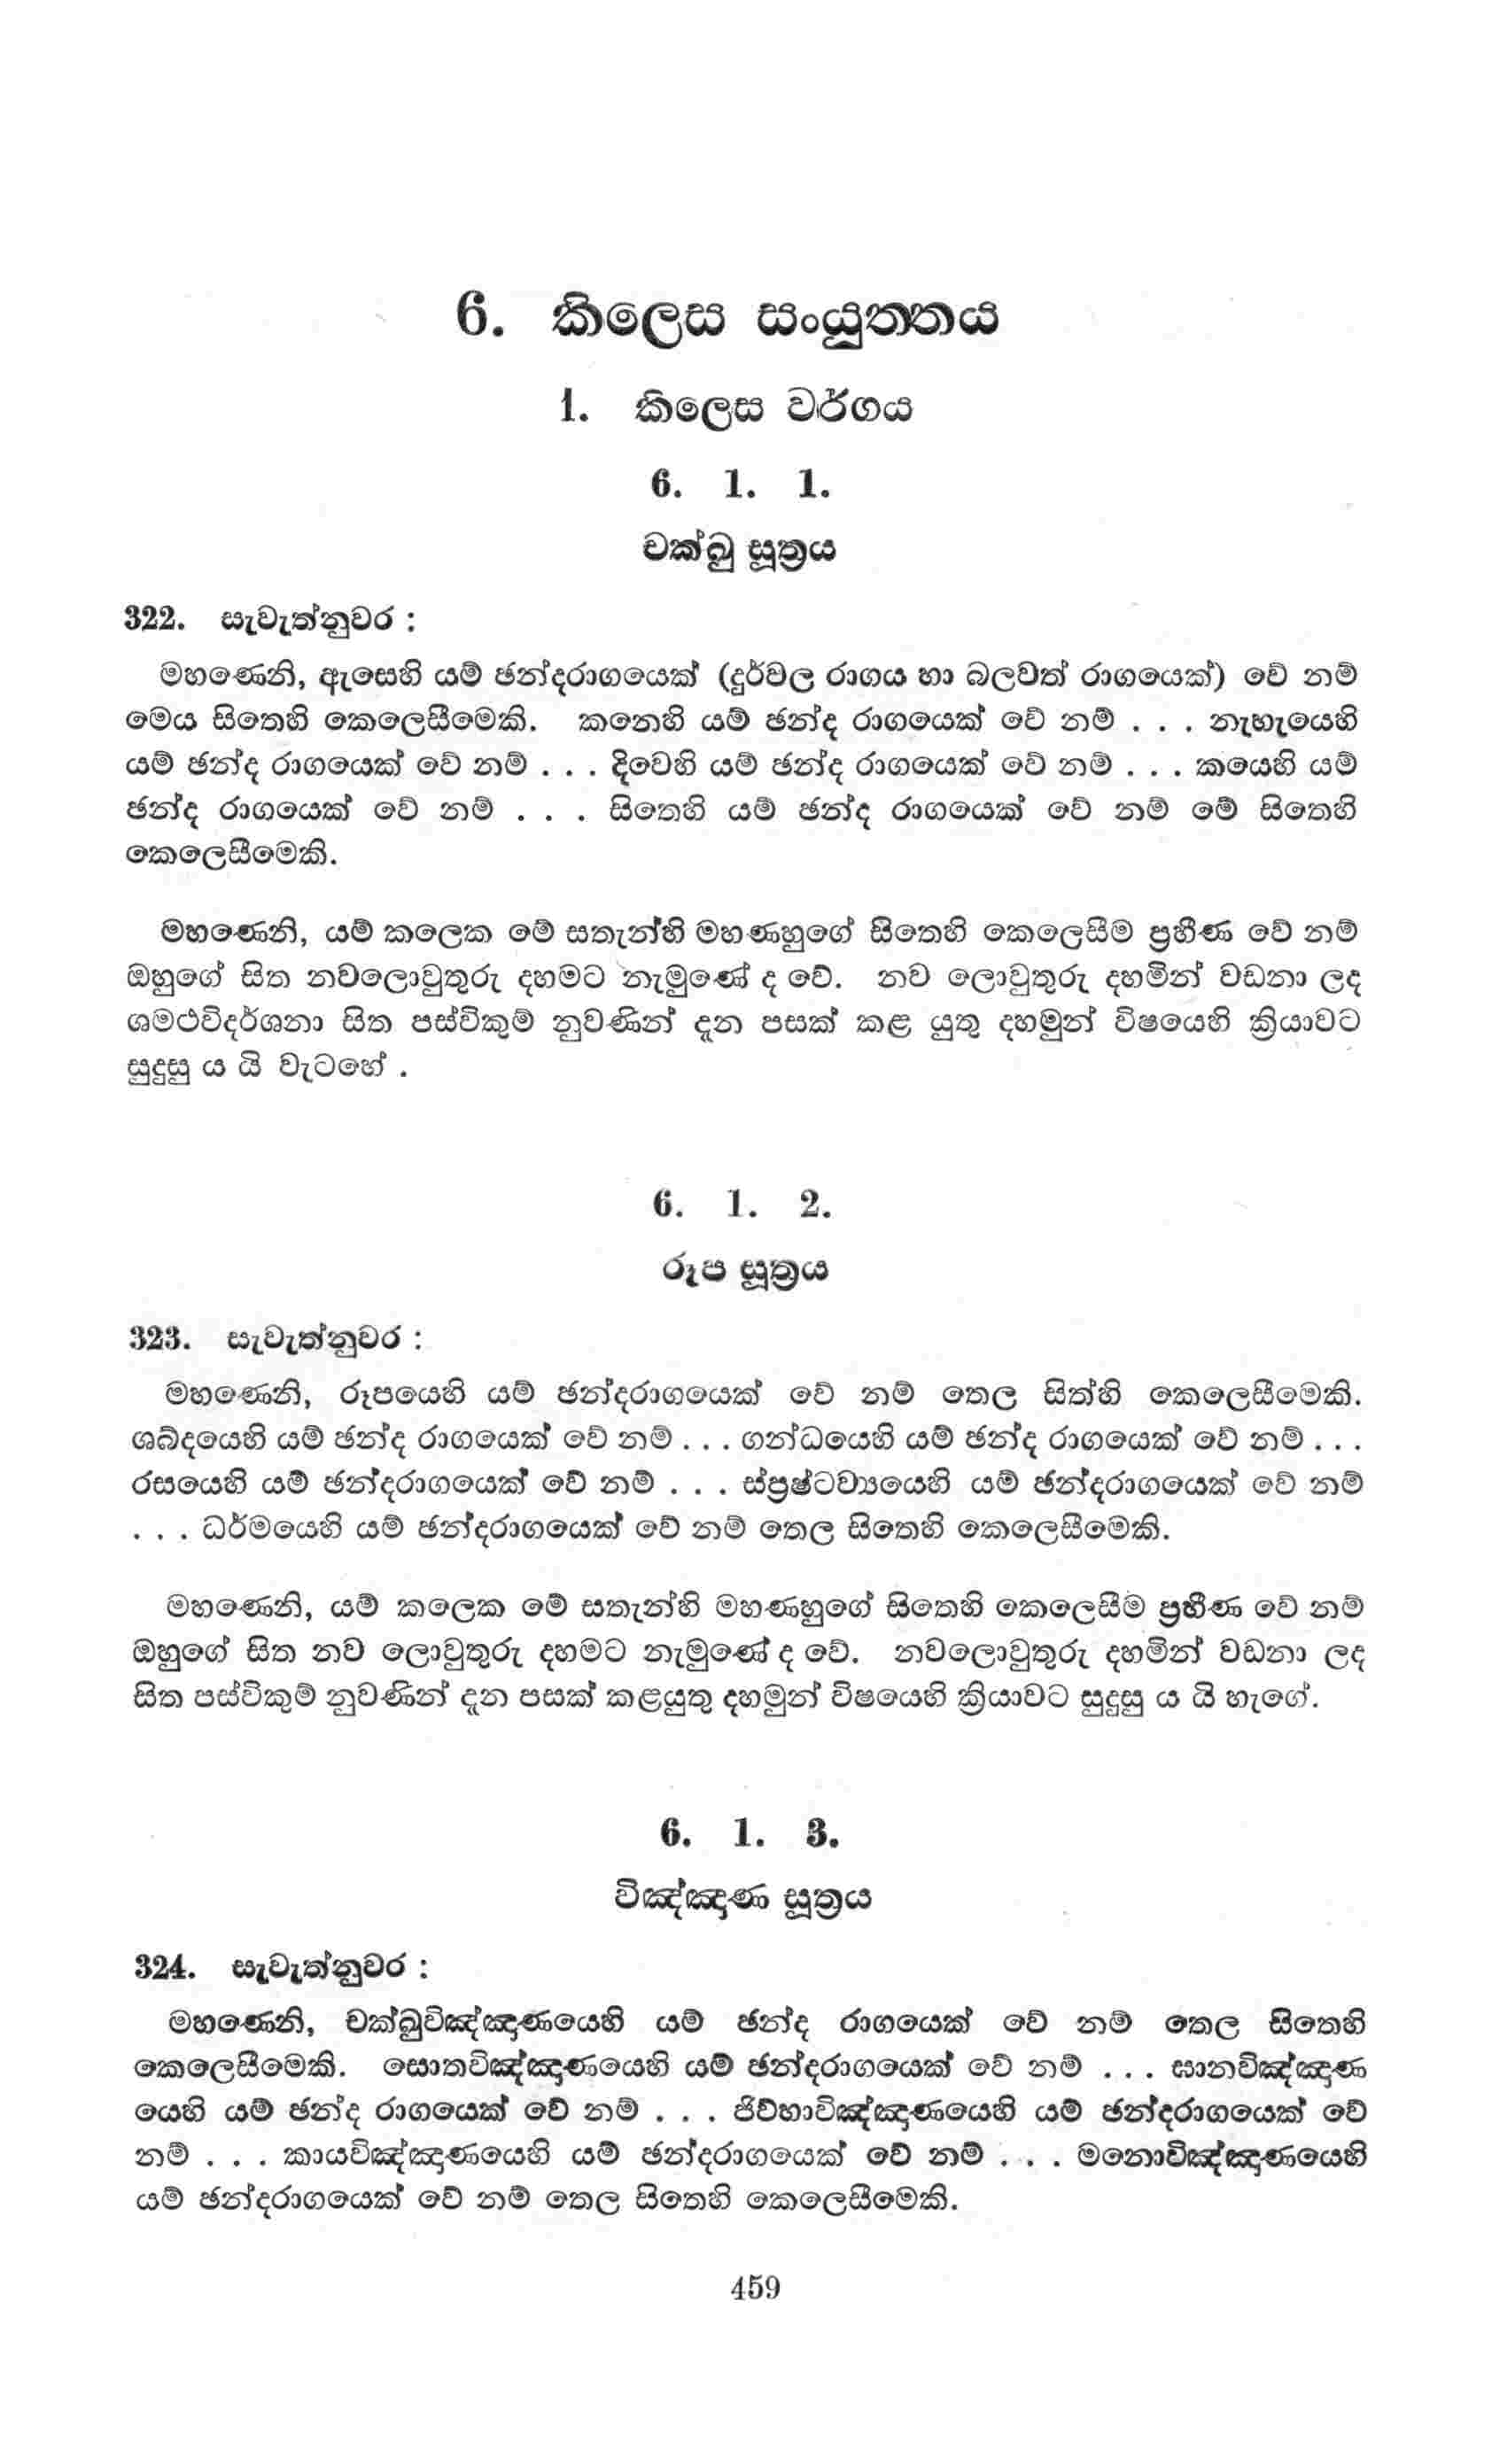 6. කිලෙස සංයුත්තය
1. කිලෙස වර්ගය
6. 1. 1.
චක්ඛු සූත්‍රය
322. සැවැත්නුවර :
මහණෙනි, ඇසෙහි යම් ඡන්දරාගයෙක් (දුර්වල රාගය හා බලවත් රාගයෙක්) වේ නම්
මෙය සිතෙහි කෙලෙසීමෙකි. කනෙහි යම් ඡන්ද රාගයෙක් වේ නම් . . . නැහැයෙහි
යම් ඡන්ද රාගයෙක් වේ නම් . . . දිවෙහි යම් ඡන්ද රාගයෙක් වේ නම් . . . කයෙහි යම්
ඡන්ද රාගයෙක් වේ නම් . . . සිතෙහි යම් ඡන්ද රාගයෙක් වේ නම් මේ සිතෙහි
කෙලෙසීමෙකි.
මහණෙනි, යම් කලෙක මේ සතැන්හි මහණහුගේ සිතෙහි කෙලෙසීම ප්‍රහීණ වේ නම්
ඔහුගේ සිත නවලොවුතුරු දහමට නැමුණේ ද වේ. නව ලොවුතුරු දහමින් වඩනා ලද
ශමථවිදර්ශනා සිත පස්විකුම් නුවණින් දැන පසක් කළ යුතු දහමුන් විෂයෙහි ක්‍රියාවට
සුදුසු ය යි වැටහේ .
6. 1. 2.
රූප සූත්‍රය
323. සැවැත්නුවර :
මහණෙනි, රූපයෙහි යම් ඡන්දරාගයෙක් වේ නම් තෙල සිත්හි කෙලෙසීමෙකි.
ශබ්දයෙහි යම් ඡන්ද රාගයෙක් වේ නම් . . . ගන්ධයෙහි යම් ඡන්ද රාගයෙක් වේ නම් . . .
රසයෙහි යම් ඡන්දරාගයෙක් වේ නම් . . . ස්ප්‍රෂ්ටව්‍යයෙහි යම් ඡන්දරාගයෙක් වේ නම්
. . . ධර්මයෙහි යම් ඡන්දරාගයෙක් වේ නම් තෙල සිතෙහි කෙලෙසීමෙකි.
මහණෙනි, යම් කලෙක මේ සතැන්හි මහණහුගේ සිතෙහි කෙලෙසීම ප්‍රහීණ වේ නම්
ඔහුගේ සිත නව ලොවුතුරු දහමට නැමුණේ ද වේ. නවලොවුතුරු දහමින් වඩනා ලද
සිත පස්විකුම් නුවණින් දැන පසක් කළයුතු දහමුන් විෂයෙහි ක්‍රියාවට සුදුසු ය යි හැගේ.
6. 1. 3.
විඤ්ඤාණ සූත්‍රය
324. සැවැත්නුවර :
මහණෙනි, චක්ඛුවිඤ්ඤාණයෙහි යම් ඡන්ද රාගයෙක් වේ නම් තෙල සිතෙහි
කෙලෙසීමෙකි. සොතවිඤ්ඤාණයෙහි යම් ඡන්දරාගයෙක් වේ නම් . . . ඝානවිඤ්ඤාණ
යෙහි යම් ඡන්ද රාගයෙක් වේ නම් . . . ජිව්හාවිඤ්ඤාණයෙහි යම් ඡන්දරාගයෙක් වේ
නම් . . . කායවිඤ්ඤාණයෙහි යම් ඡන්දරාගයෙක් වේ නම් . . . මනොවිඤ්ඤාණයෙහි
යම් ඡන්දරාගයෙක් වේ නම් තෙල සිතෙහි කෙලෙසීමෙකි.
459